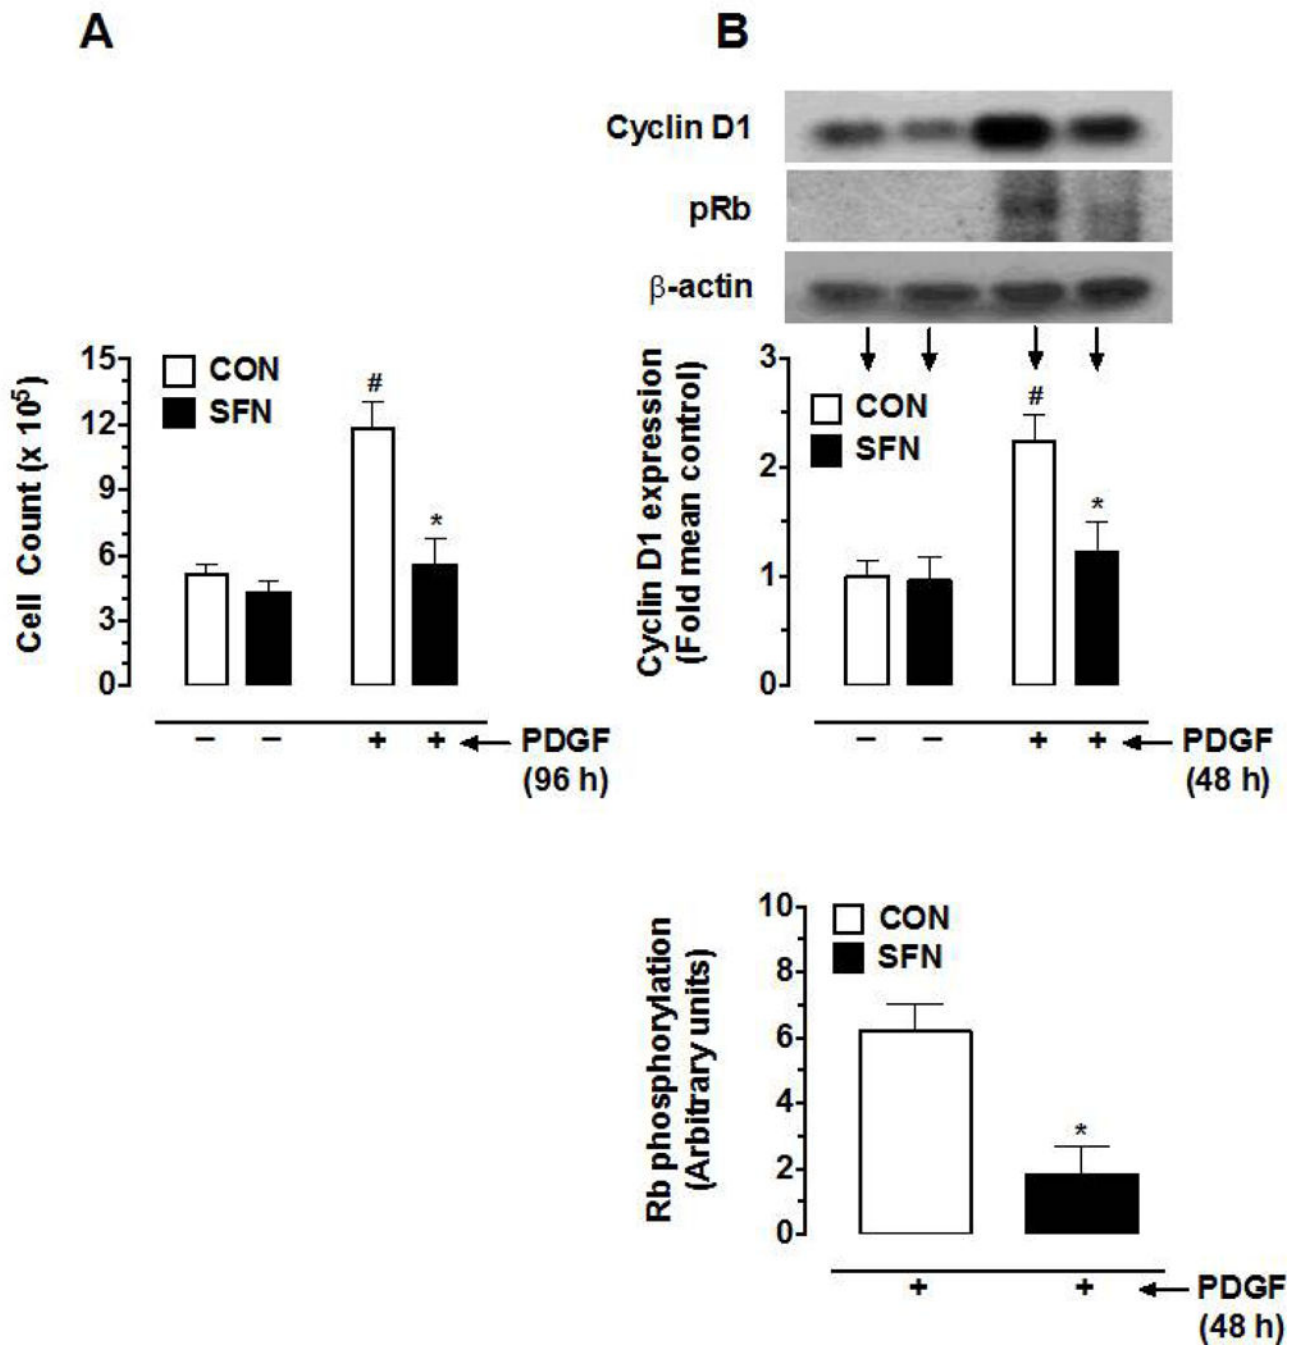 A
B
Cyclin D1
pRb
β-actin
15
12
9
6
3
0
Cell Count (x 10⁵)
CON
SFN
#
*
– – + + PDGF
(96 h)
3
2
1
0
Cyclin D1 expression
(Fold mean control)
CON
SFN
#
*
– – + + PDGF
(48 h)
10
8
6
4
2
0
Rb phosphorylation
(Arbitrary units)
CON
SFN
*
+ + PDGF
(48 h)